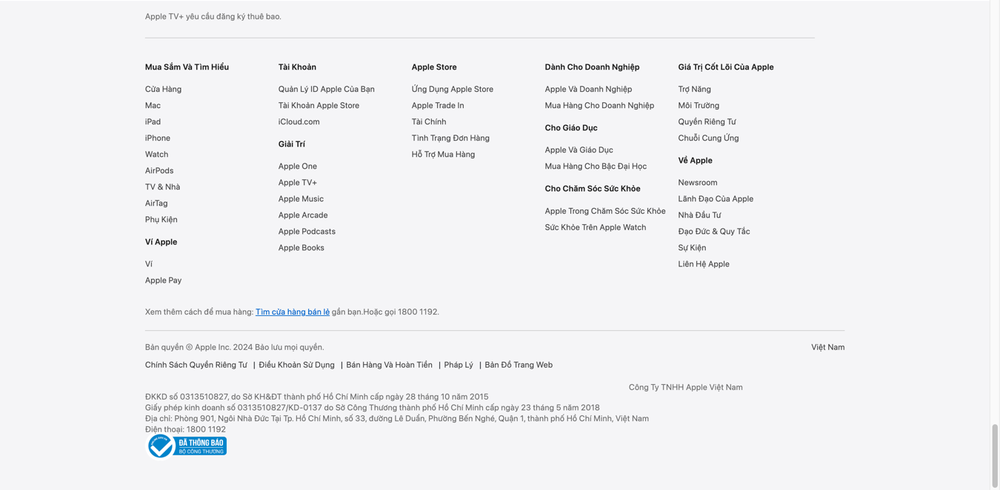 Apple TV+ yêu cầu đăng ký thuê bao.
Mua Sắm Và Tìm Hiểu
Cửa Hàng
Mac
iPad
iPhone
Watch
AirPods
TV & Nhà
AirTag
Phụ Kiện
Ví Apple
Ví
Apple Pay
Tài Khoản
Quản Lý ID Apple Của Bạn
Tài Khoản Apple Store
iCloud.com
Giải Trí
Apple One
Apple TV+
Apple Music
Apple Arcade
Apple Podcasts
Apple Books
Apple Store
Ứng Dụng Apple Store
Apple Trade In
Tài Chính
Tình Trạng Đơn Hàng
Hỗ Trợ Mua Hàng
Dành Cho Doanh Nghiệp
Apple Và Doanh Nghiệp
Mua Hàng Cho Doanh Nghiệp
Cho Giáo Dục
Apple Và Giáo Dục
Mua Hàng Cho Bậc Đại Học
Cho Chăm Sóc Sức Khỏe
Apple Trong Chăm Sóc Sức Khỏe
Sức Khỏe Trên Apple Watch
Giá Trị Cốt Lõi Của Apple
Trợ Năng
Môi Trường
Quyền Riêng Tư
Chuỗi Cung Ứng
Về Apple
Newsroom
Lãnh Đạo Của Apple
Nhà Đầu Tư
Đạo Đức & Quy Tắc
Sự Kiện
Liên Hệ Apple
Xem thêm cách để mua hàng: Tìm cửa hàng bán lẻ gần bạn.Hoặc gọi 1800 1192.
Bản quyền © Apple Inc. 2024 Bảo lưu mọi quyền.
Việt Nam
Chính Sách Quyền Riêng Tư | Điều Khoản Sử Dụng | Bán Hàng Và Hoàn Tiền | Pháp Lý | Bản Đồ Trang Web
Công Ty TNHH Apple Việt Nam
ĐKKD số 0313510827, do Sở KH&ĐT thành phố Hồ Chí Minh cấp ngày 28 tháng 10 năm 2015
Giấy phép kinh doanh số 0313510827/KD-0137 do Sở Công Thương thành phố Hồ Chí Minh cấp ngày 23 tháng 5 năm 2018
Địa chỉ: Phòng 901, Ngôi Nhà Đức Tại Tp. Hồ Chí Minh, số 33, đường Lê Duẩn, Phường Bến Nghé, Quận 1, thành phố Hồ Chí Minh, Việt Nam
Điện thoại: 1800 1192
ĐÃ THÔNG BÁO
BỘ CÔNG THƯƠNG